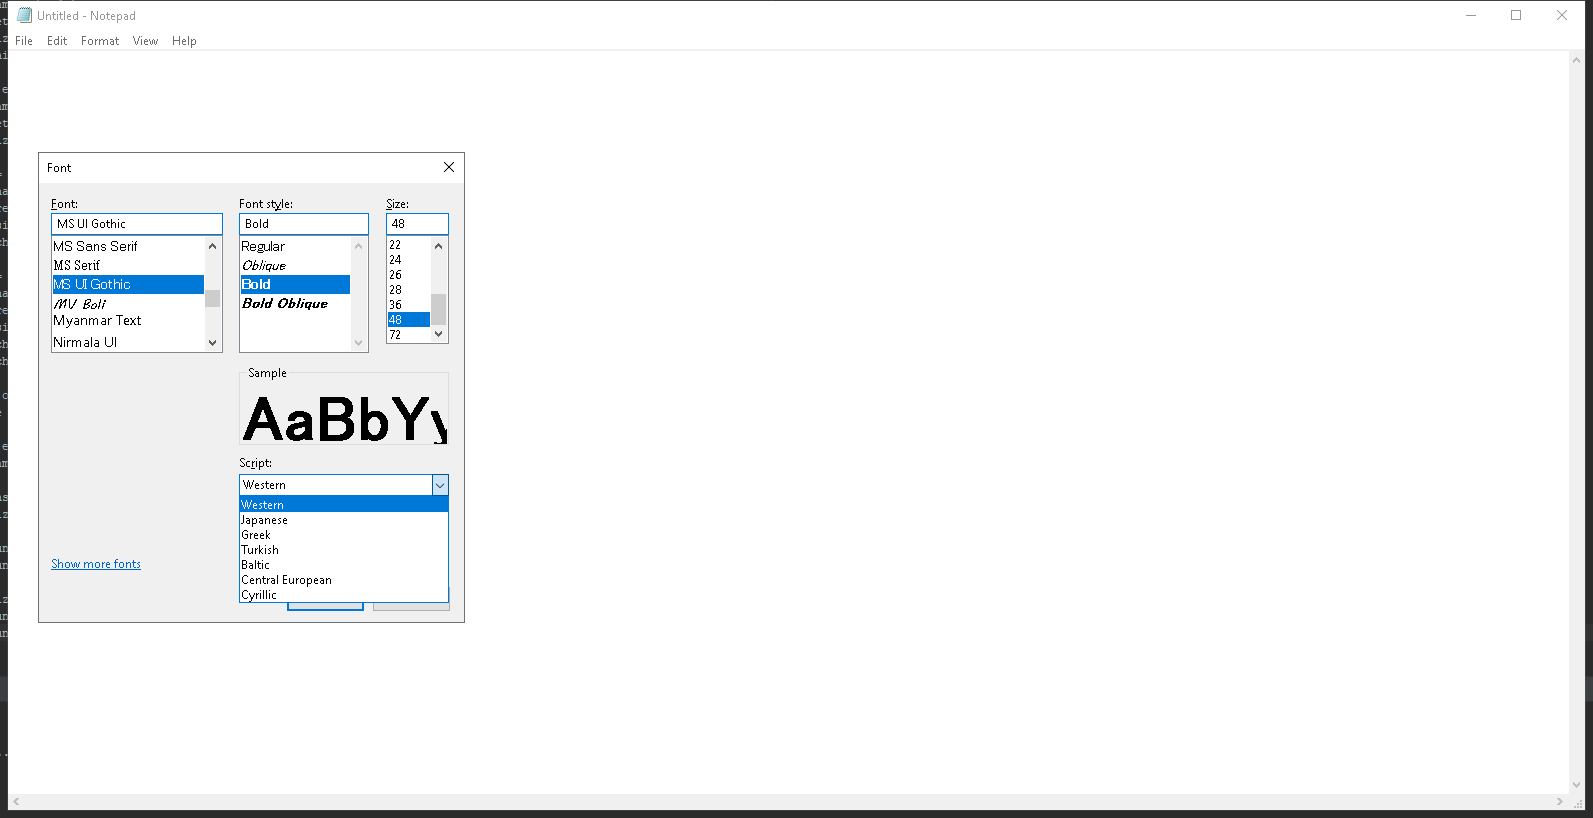 Untitled - Notepad
File Edit Format View Help
Font
Font: Font style: Size:
MS UI Gothic Bold 48
MS Sans Serif Regular 22
MS Serif Oblique 24
MS UI Gothic Bold 26
MV Boli Bold Oblique 28
Myanmar Text 36
Nirmala UI 48
72
Sample
AaBbYy
Script:
Western
Western
Japanese
Greek
Turkish
Baltic
Central European
Cyrillic
Show more fonts